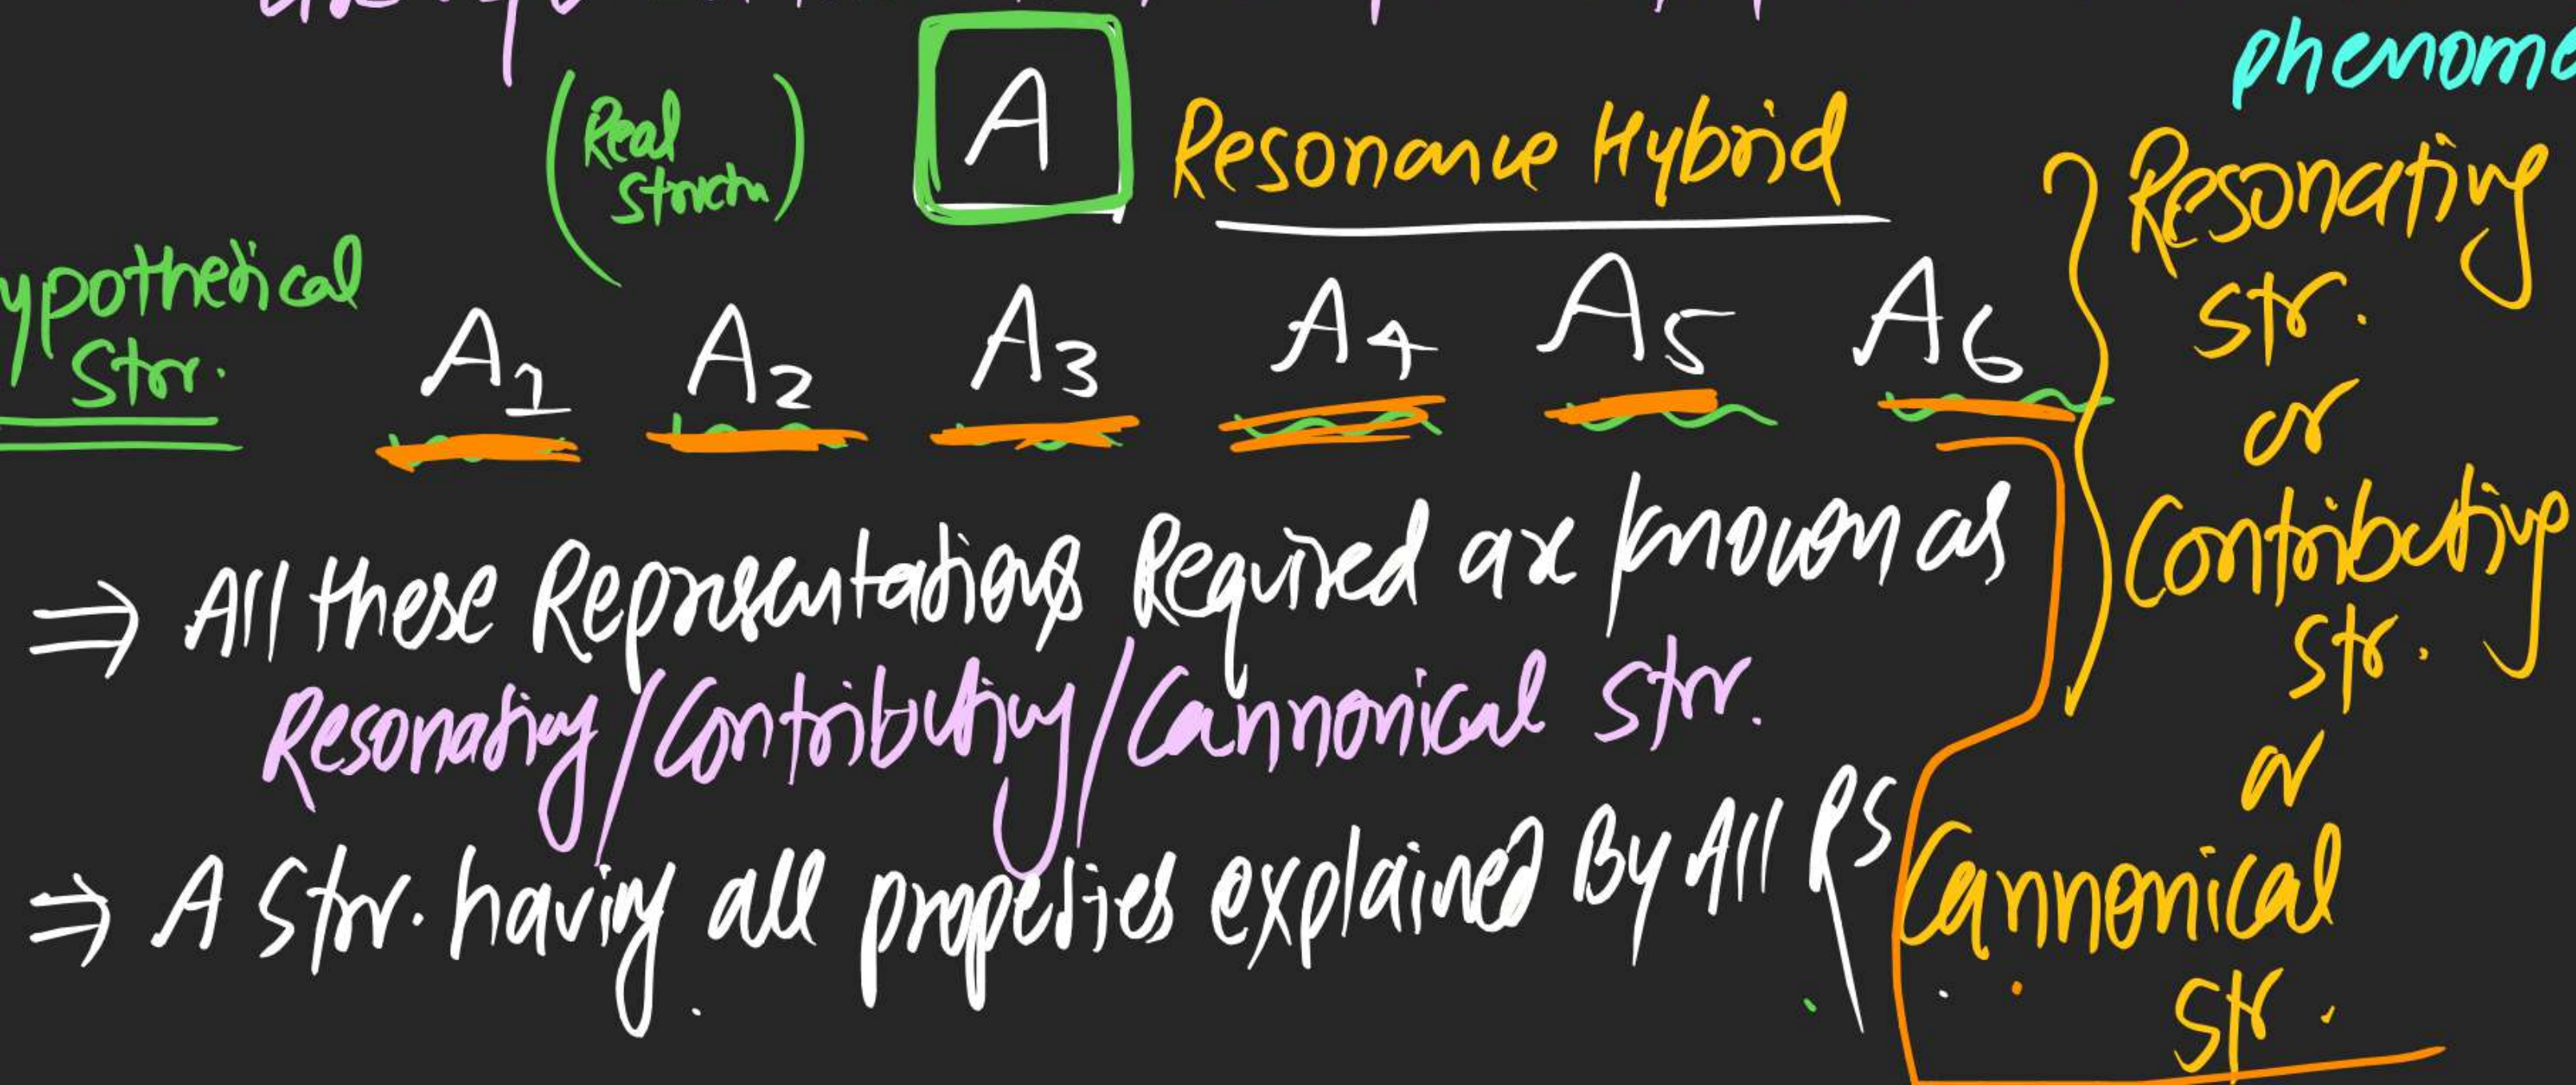 phenome
(Real
Structu)
A
Resonance Hybrid
ypothetical
Str.
A1 A2 A3 A4 A5 A6
Resonating
str.
or
Contributing
str.
or
Cannonical
str.
⇒ All these Representations Required are known as
Resonating/Contributing/Cannonical Str.
⇒ A Str. having all properties explained By All RS